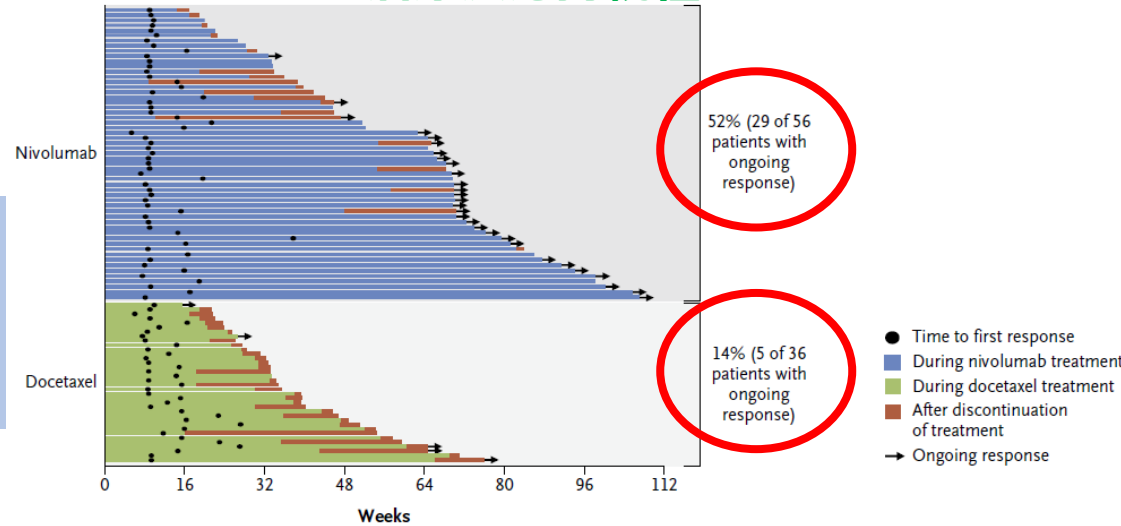 Nivolumab
52% (29 of 56
patients with
ongoing
response)
Docetaxel
14% (5 of 36
patients with
ongoing
response)
Time to first response
During nivolumab treatment
During docetaxel treatment
After discontinuation
of treatment
Ongoing response
0 16 32 48 64 80 96 112
Weeks